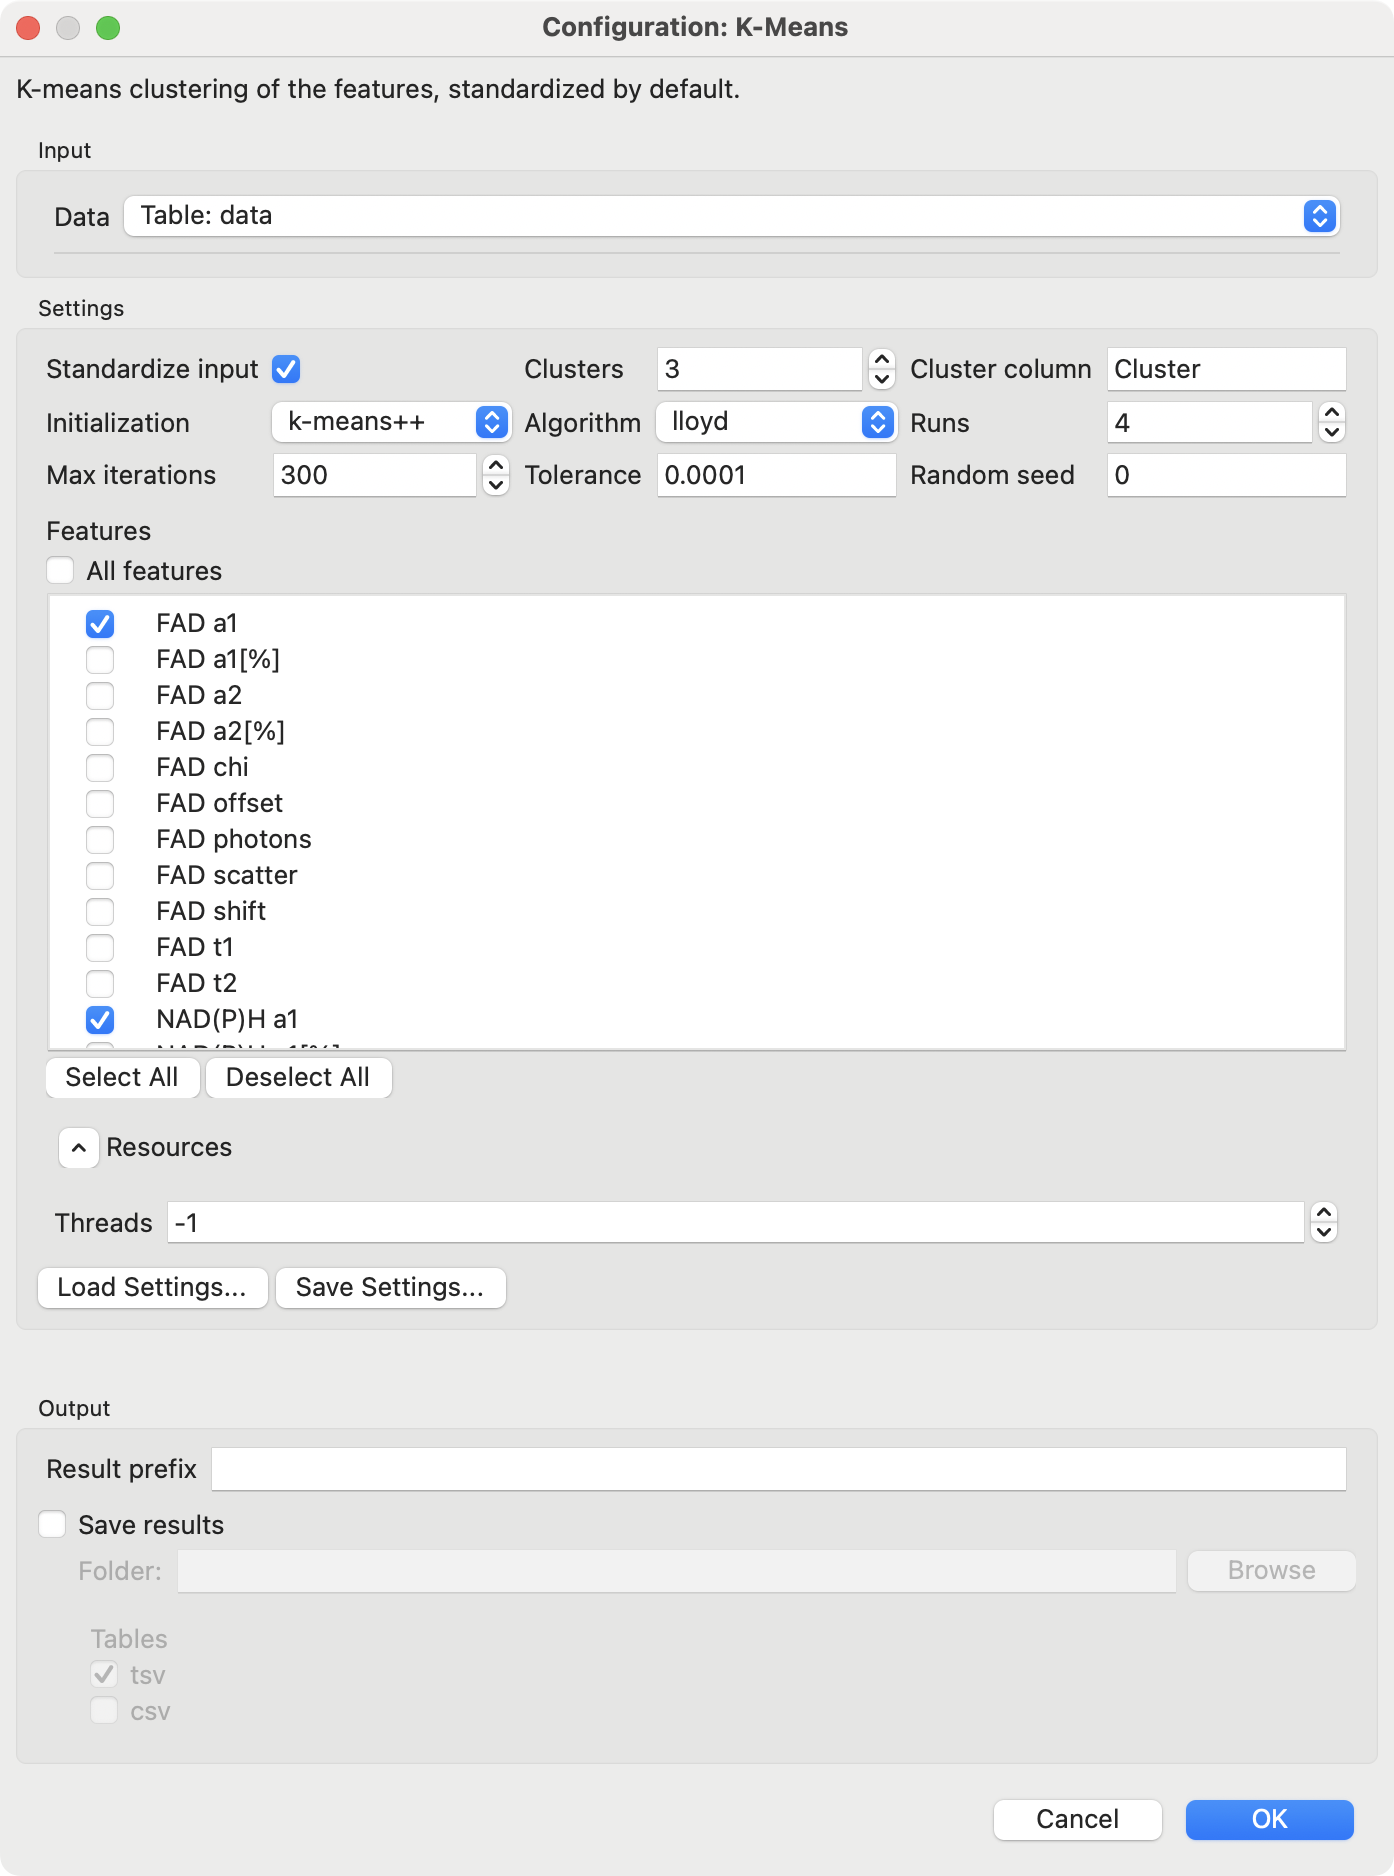 Configuration: K-Means
K-means clustering of the features, standardized by default.
Input
Data Table: data
Settings
Standardize input Clusters 3 Cluster column Cluster
Initialization k-means++ Algorithm lloyd Runs 4
Max iterations 300 Tolerance 0.0001 Random seed 0
Features
All features
FAD a1
FAD a1[%]
FAD a2
FAD a2[%]
FAD chi
FAD offset
FAD photons
FAD scatter
FAD shift
FAD t1
FAD t2
NAD(P)H a1
NAD(P)H a1[%]
Select All Deselect All
Resources
Threads -1
Load Settings... Save Settings...
Output
Result prefix
Save results
Folder: Browse
Tables
tsv
csv
Cancel OK